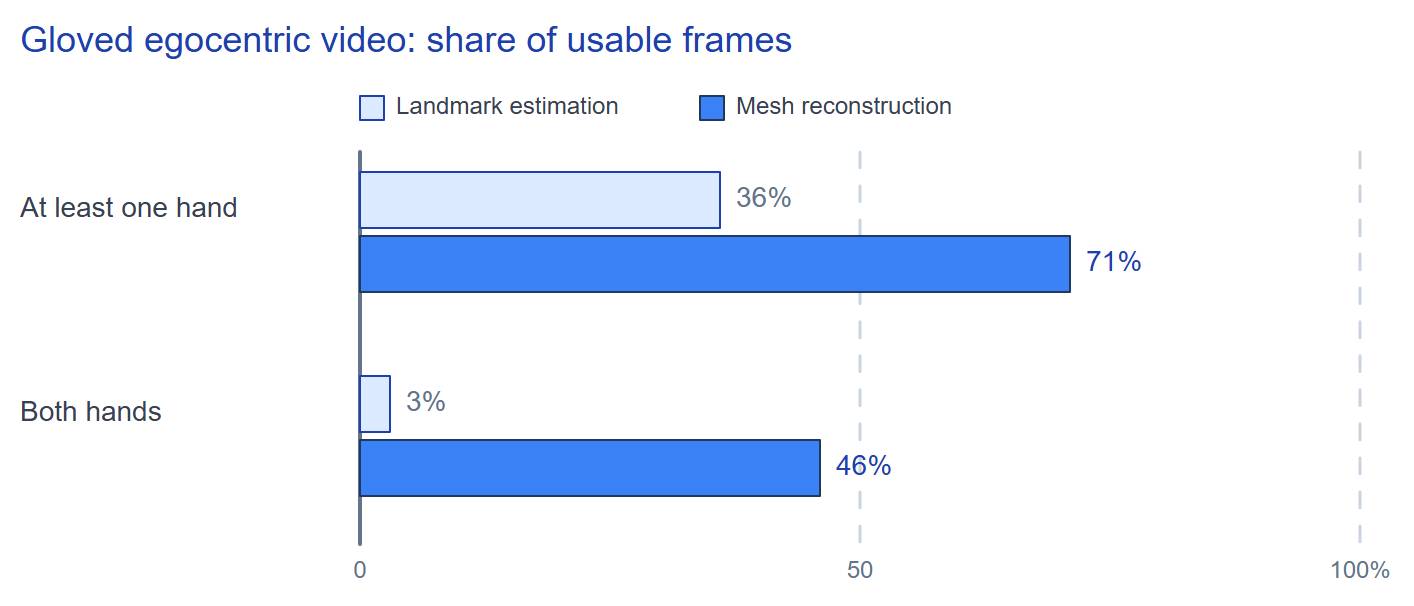 Gloved egocentric video: share of usable frames
Landmark estimation
Mesh reconstruction
At least one hand
36%
71%
Both hands
3%
46%
0
50
100%